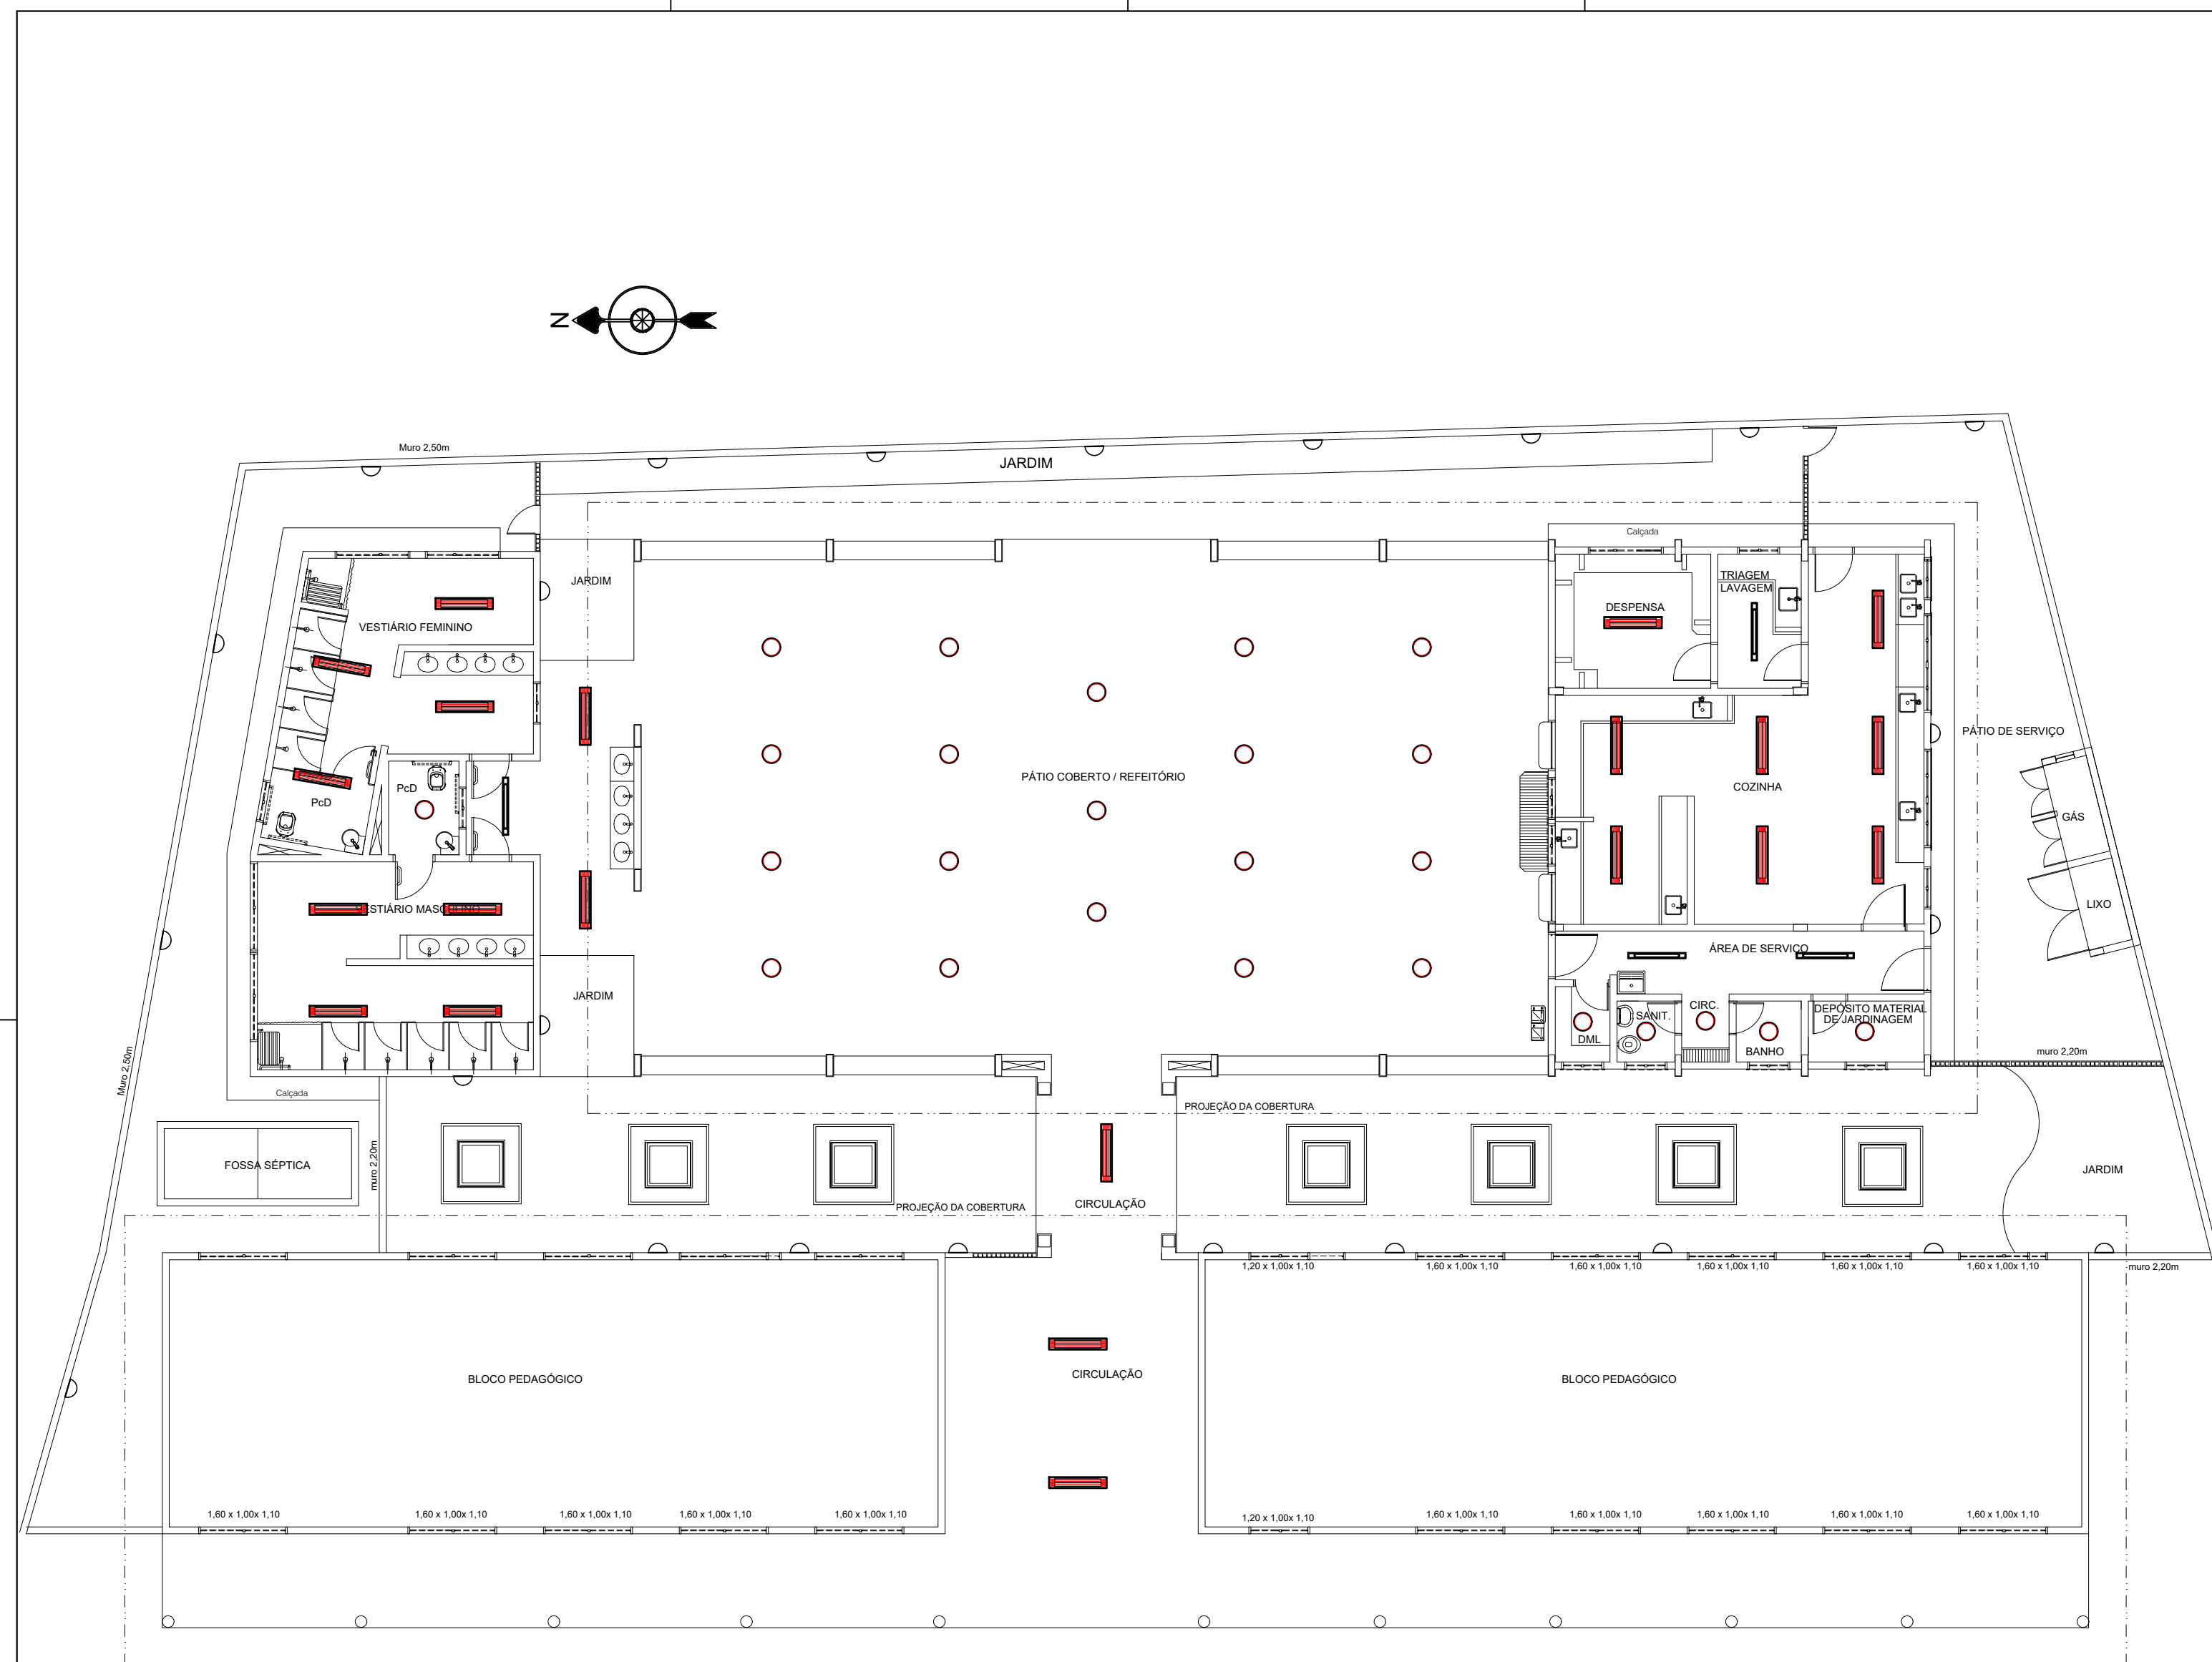 N
Muro 2,50m
JARDIM
Calçada
JARDIM
TRIAGEM
LAVAGEM
DESPENSA
VESTIÁRIO FEMININO
PÁTIO DE SERVIÇO
PÁTIO COBERTO / REFEITÓRIO
COZINHA
PcD
PcD
GÁS
LIXO
VESTIÁRIO MASCULINO
ÁREA DE SERVIÇO
JARDIM
CIRC.
SANIT.
DEPÓSITO MATERIAL
DE JARDINAGEM
DML
BANHO
muro 2,20m
Muro 2,50m
Calçada
PROJEÇÃO DA COBERTURA
FOSSA SÉPTICA
muro 2,20m
JARDIM
PROJEÇÃO DA COBERTURA
CIRCULAÇÃO
1,20 x 1,00x 1,10
1,60 x 1,00x 1,10
1,60 x 1,00x 1,10
1,60 x 1,00x 1,10
1,60 x 1,00x 1,10
1,60 x 1,00x 1,10
muro 2,20m
CIRCULAÇÃO
BLOCO PEDAGÓGICO
BLOCO PEDAGÓGICO
1,60 x 1,00x 1,10
1,60 x 1,00x 1,10
1,60 x 1,00x 1,10
1,60 x 1,00x 1,10
1,60 x 1,00x 1,10
1,20 x 1,00x 1,10
1,60 x 1,00x 1,10
1,60 x 1,00x 1,10
1,60 x 1,00x 1,10
1,60 x 1,00x 1,10
1,60 x 1,00x 1,10